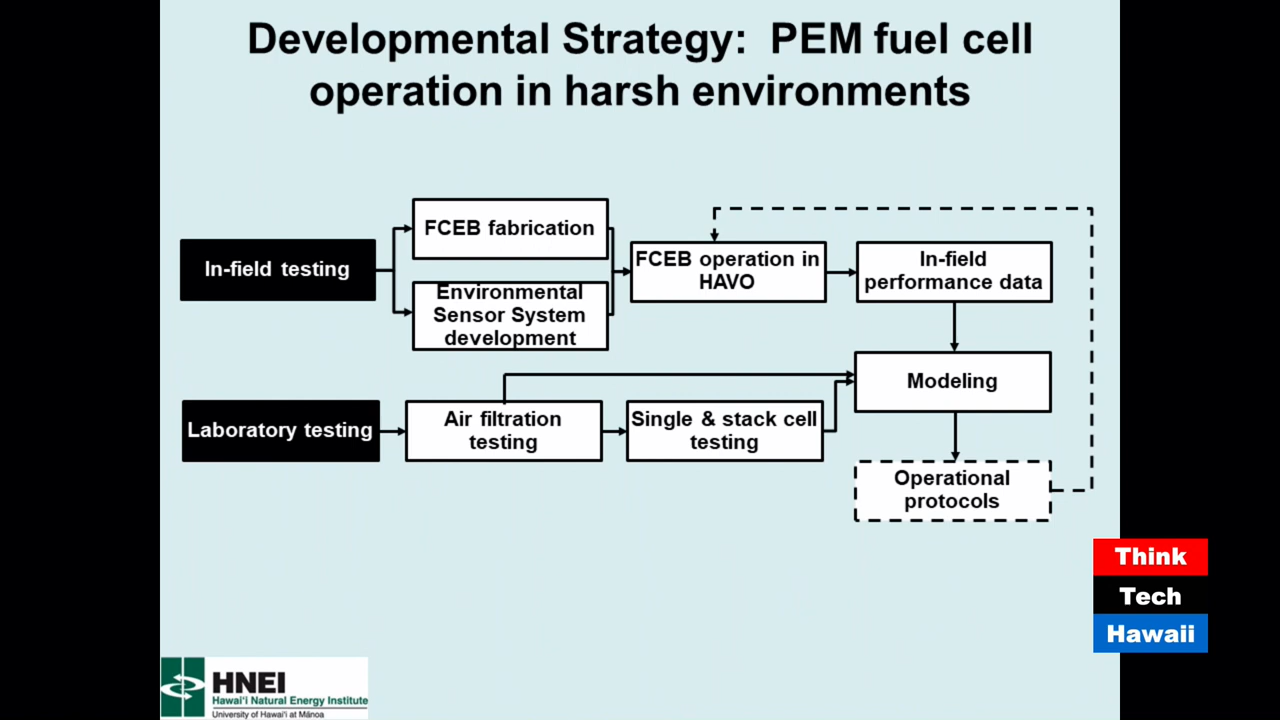 Developmental Strategy:  PEM fuel cell
operation in harsh environments
In-field testing
FCEB fabrication
Environmental
Sensor System
development
FCEB operation in
HAVO
In-field
performance data
Laboratory testing
Air filtration
testing
Single & stack cell
testing
Modeling
Operational
protocols
Think
Tech
Hawaii
HNEI
Hawai‘i Natural Energy Institute
University of Hawai‘i at Mānoa